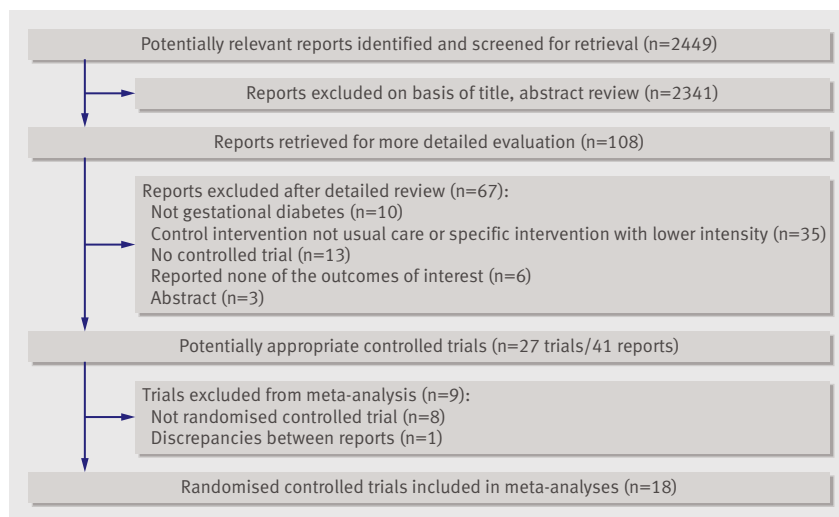 Potentially relevant reports identified and screened for retrieval (n=2449)
Reports excluded on basis of title, abstract review (n=2341)
Reports retrieved for more detailed evaluation (n=108)
Reports excluded after detailed review (n=67):
Not gestational diabetes (n=10)
Control intervention not usual care or specific intervention with lower intensity (n=35)
No controlled trial (n=13)
Reported none of the outcomes of interest (n=6)
Abstract (n=3)
Potentially appropriate controlled trials (n=27 trials/41 reports)
Trials excluded from meta-analysis (n=9):
Not randomised controlled trial (n=8)
Discrepancies between reports (n=1)
Randomised controlled trials included in meta-analyses (n=18)